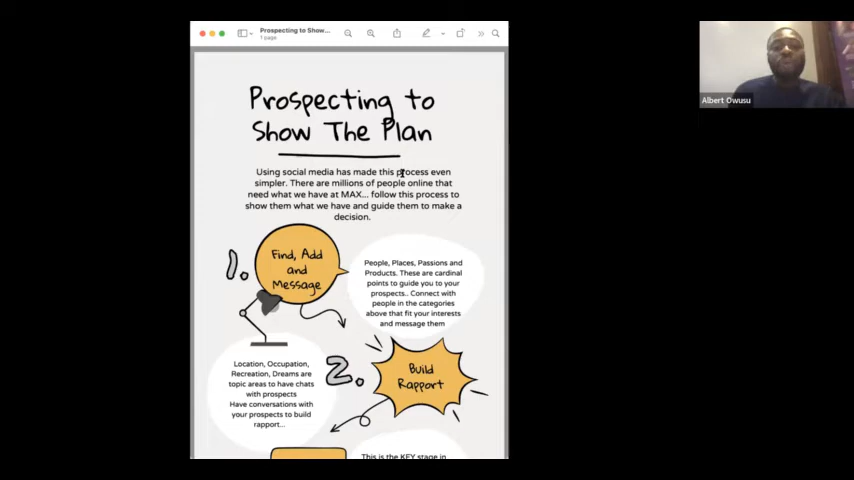 Prospecting to Show...
1 page
Prospecting to
Show The Plan
Using social media has made this process even
simpler. There are millions of people online that
need what we have at MAX... follow this process to
show them what we have and guide them to make a
decision.
1.
Find, Add
and
Message
People, Places, Passions and
Products. These are cardinal
points to guide you to your
prospects.. Connect with
people in the categories
above that fit your interests
and message them
2.
Build
Rapport
Location, Occupation,
Recreation, Dreams are
topic areas to have chats
with prospects
Have conversations with
your prospects to build
rapport...
This is the KEY stage in
Albert Owusu